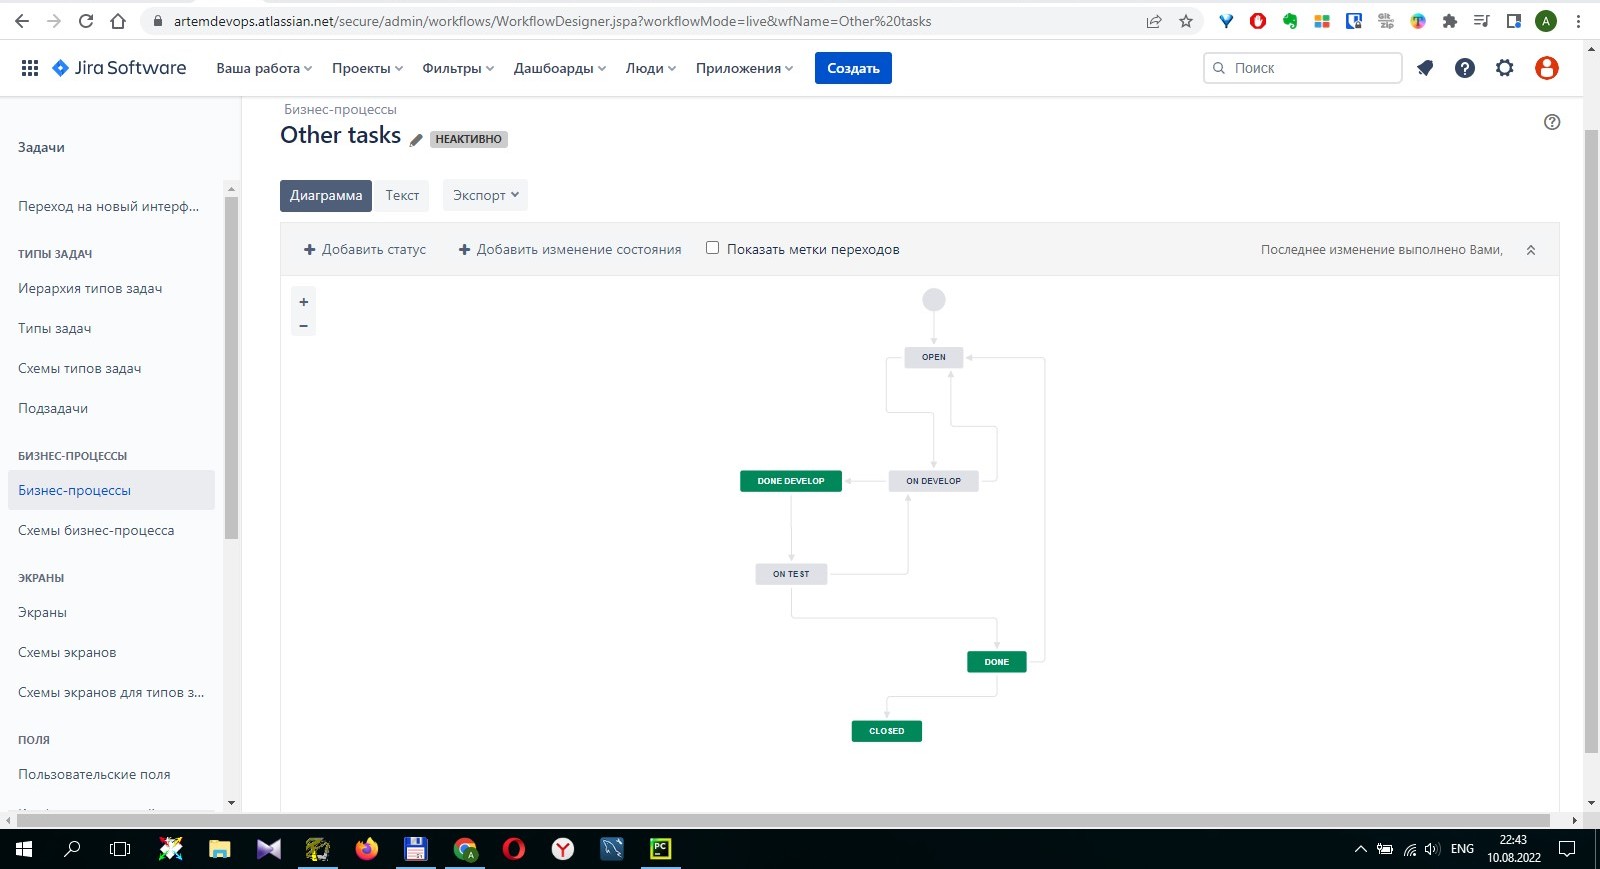 artemdevops.atlassian.net/secure/admin/workflows/WorkflowDesigner.jspa?workflowMode=live&wfName=Other%20tasks
Git
zip
A
Jira Software
Ваша работа
Проекты
Фильтры
Дашборды
Люди
Приложения
Создать
Поиск
Задачи
Переход на новый интерф...
ТИПЫ ЗАДАЧ
Иерархия типов задач
Типы задач
Схемы типов задач
Подзадачи
БИЗНЕС-ПРОЦЕССЫ
Бизнес-процессы
Схемы бизнес-процесса
ЭКРАНЫ
Экраны
Схемы экранов
Схемы экранов для типов з...
ПОЛЯ
Пользовательские поля
Бизнес-процессы
Other tasks
НЕАКТИВНО
Диаграмма
Текст
Экспорт
+ Добавить статус
+ Добавить изменение состояния
Показать метки переходов
Последнее изменение выполнено Вами,
+
−
OPEN
DONE DEVELOP
ON DEVELOP
ON TEST
DONE
CLOSED
PC
ENG
22:43
10.08.2022